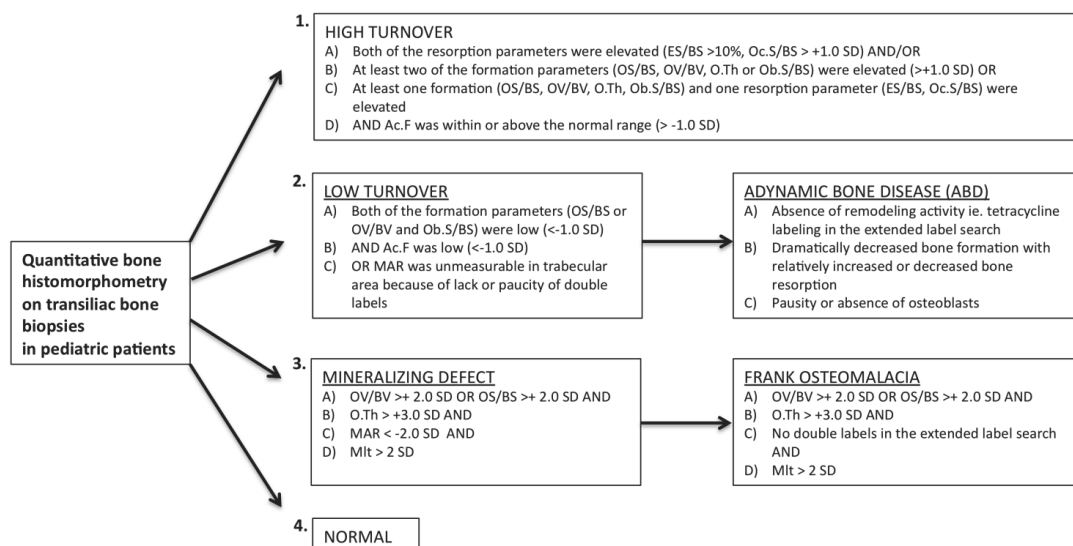 Quantitative bone
histomorphometry
on transiliac bone
biopsies
in pediatric patients
1.
HIGH TURNOVER
A) Both of the resorption parameters were elevated (ES/BS >10%, Oc.S/BS > +1.0 SD) AND/OR
B) At least two of the formation parameters (OS/BS, OV/BV, O.Th or Ob.S/BS) were elevated (>+1.0 SD) OR
C) At least one formation (OS/BS, OV/BV, O.Th, Ob.S/BS) and one resorption parameter (ES/BS, Oc.S/BS) were
elevated
D) AND Ac.F was within or above the normal range (> -1.0 SD)
2.
LOW TURNOVER
A) Both of the formation parameters (OS/BS or
OV/BV and Ob.S/BS) were low (<-1.0 SD)
B) AND Ac.F was low (<-1.0 SD)
C) OR MAR was unmeasurable in trabecular
area because of lack or paucity of double
labels
ADYNAMIC BONE DISEASE (ABD)
A) Absence of remodeling activity ie. tetracycline
labeling in the extended label search
B) Dramatically decreased bone formation with
relatively increased or decreased bone
resorption
C) Pausity or absence of osteoblasts
3.
MINERALIZING DEFECT
A) OV/BV >+ 2.0 SD OR OS/BS >+ 2.0 SD AND
B) O.Th > +3.0 SD AND
C) MAR < -2.0 SD AND
D) Mlt > 2 SD
FRANK OSTEOMALACIA
A) OV/BV >+ 2.0 SD OR OS/BS >+ 2.0 SD AND
B) O.Th > +3.0 SD AND
C) No double labels in the extended label search
AND
D) Mlt > 2 SD
4.
NORMAL